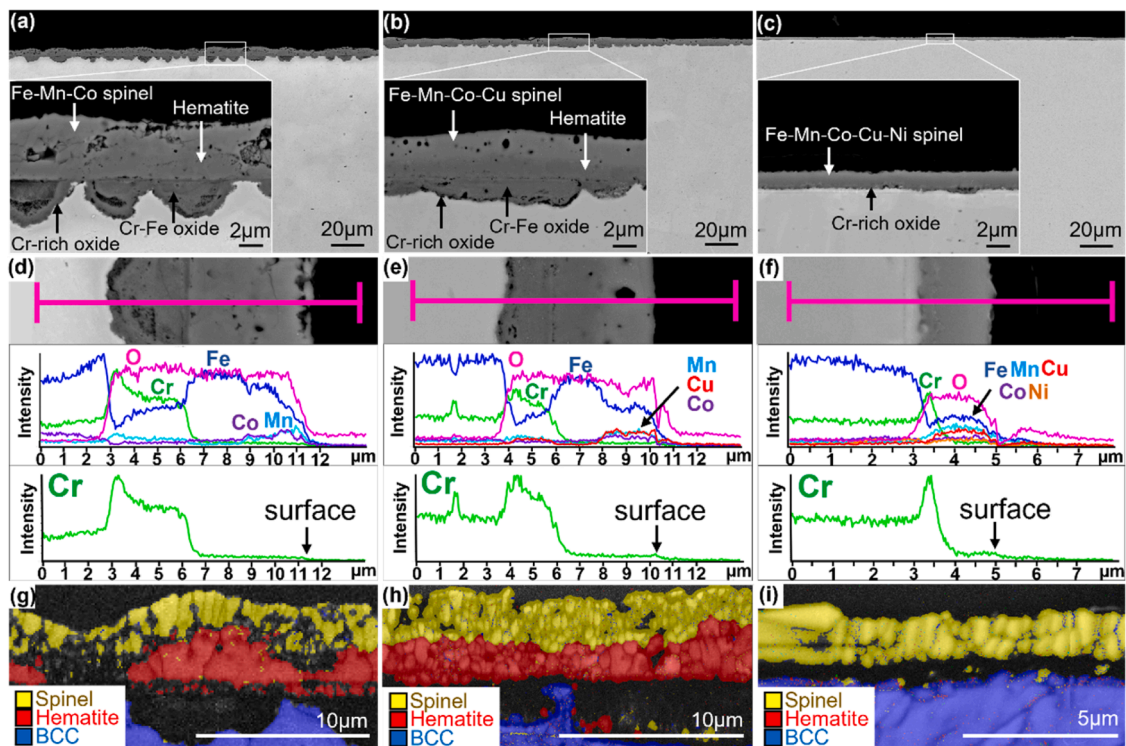 (a)
Fe-Mn-Co spinel
Hematite
Cr-rich oxide
Cr-Fe oxide
2μm
20μm
(b)
Fe-Mn-Co-Cu spinel
Hematite
Cr-rich oxide
Cr-Fe oxide
2μm
20μm
(c)
Fe-Mn-Co-Cu-Ni spinel
Cr-rich oxide
2μm
20μm
(d)
Intensity
O
Cr
Fe
Co
Mn
0 1 2 3 4 5 6 7 8 9 10 11 12 μm
Intensity
Cr
surface
0 1 2 3 4 5 6 7 8 9 10 11 12 μm
(e)
Intensity
O
Cr
Fe
Mn
Cu
Co
0 1 2 3 4 5 6 7 8 9 10 11 12 μm
Intensity
Cr
surface
0 1 2 3 4 5 6 7 8 9 10 11 12 μm
(f)
Intensity
Cr
O
Fe Mn Cu
Co Ni
0 1 2 3 4 5 6 7 μm
Intensity
Cr
surface
0 1 2 3 4 5 6 7 μm
(g)
Spinel
Hematite
BCC
10μm
(h)
Spinel
Hematite
BCC
10μm
(i)
Spinel
Hematite
BCC
5μm